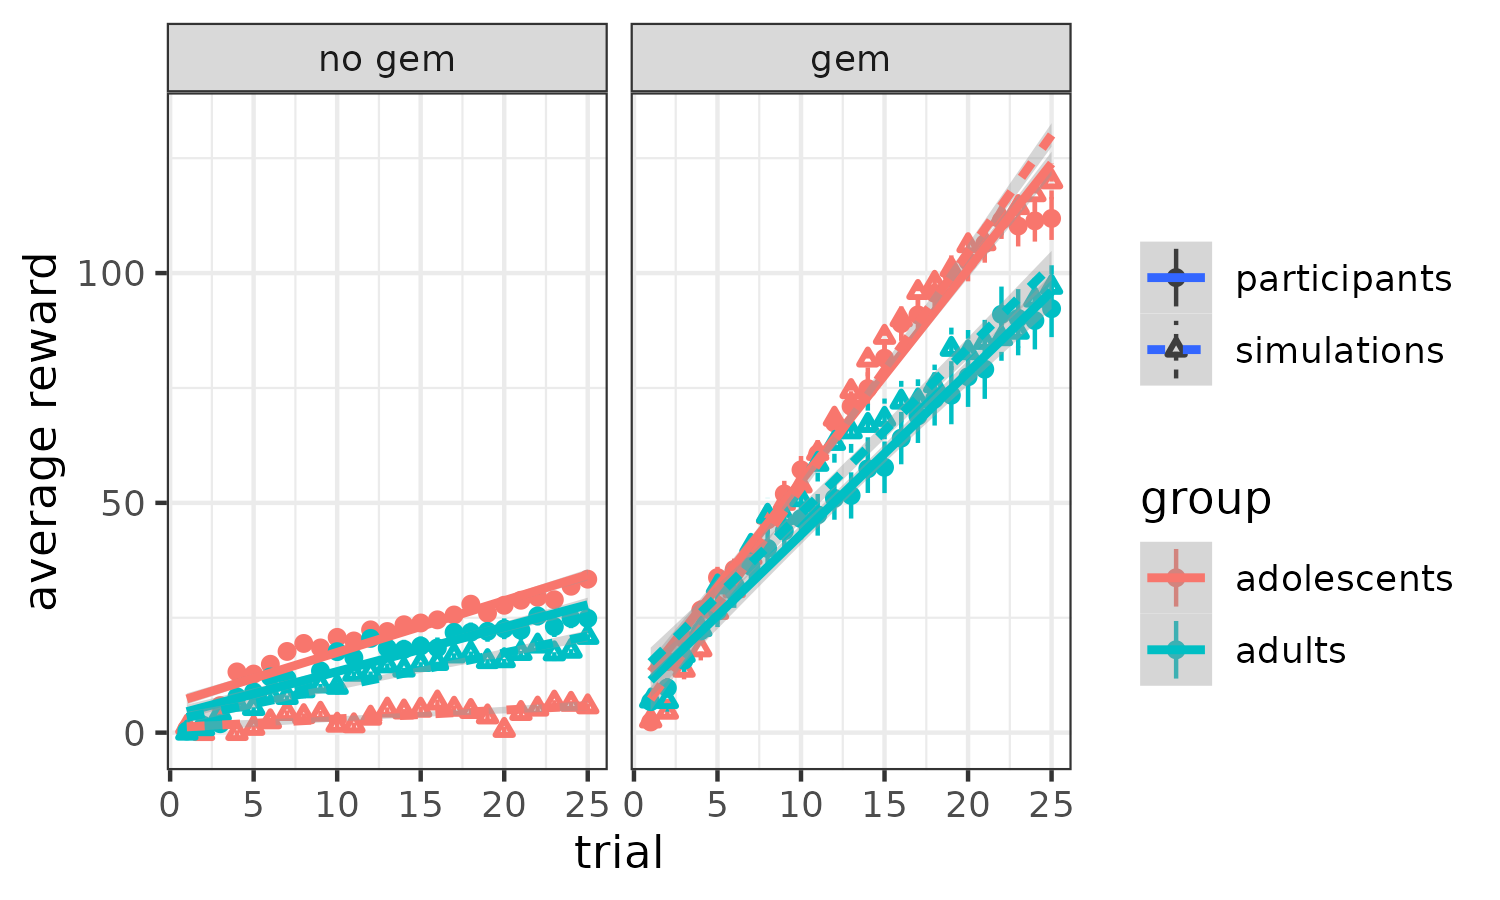 no gem
gem
average reward
100
50
0
0 5 10 15 20 25
0 5 10 15 20 25
trial
participants
simulations
group
adolescents
adults